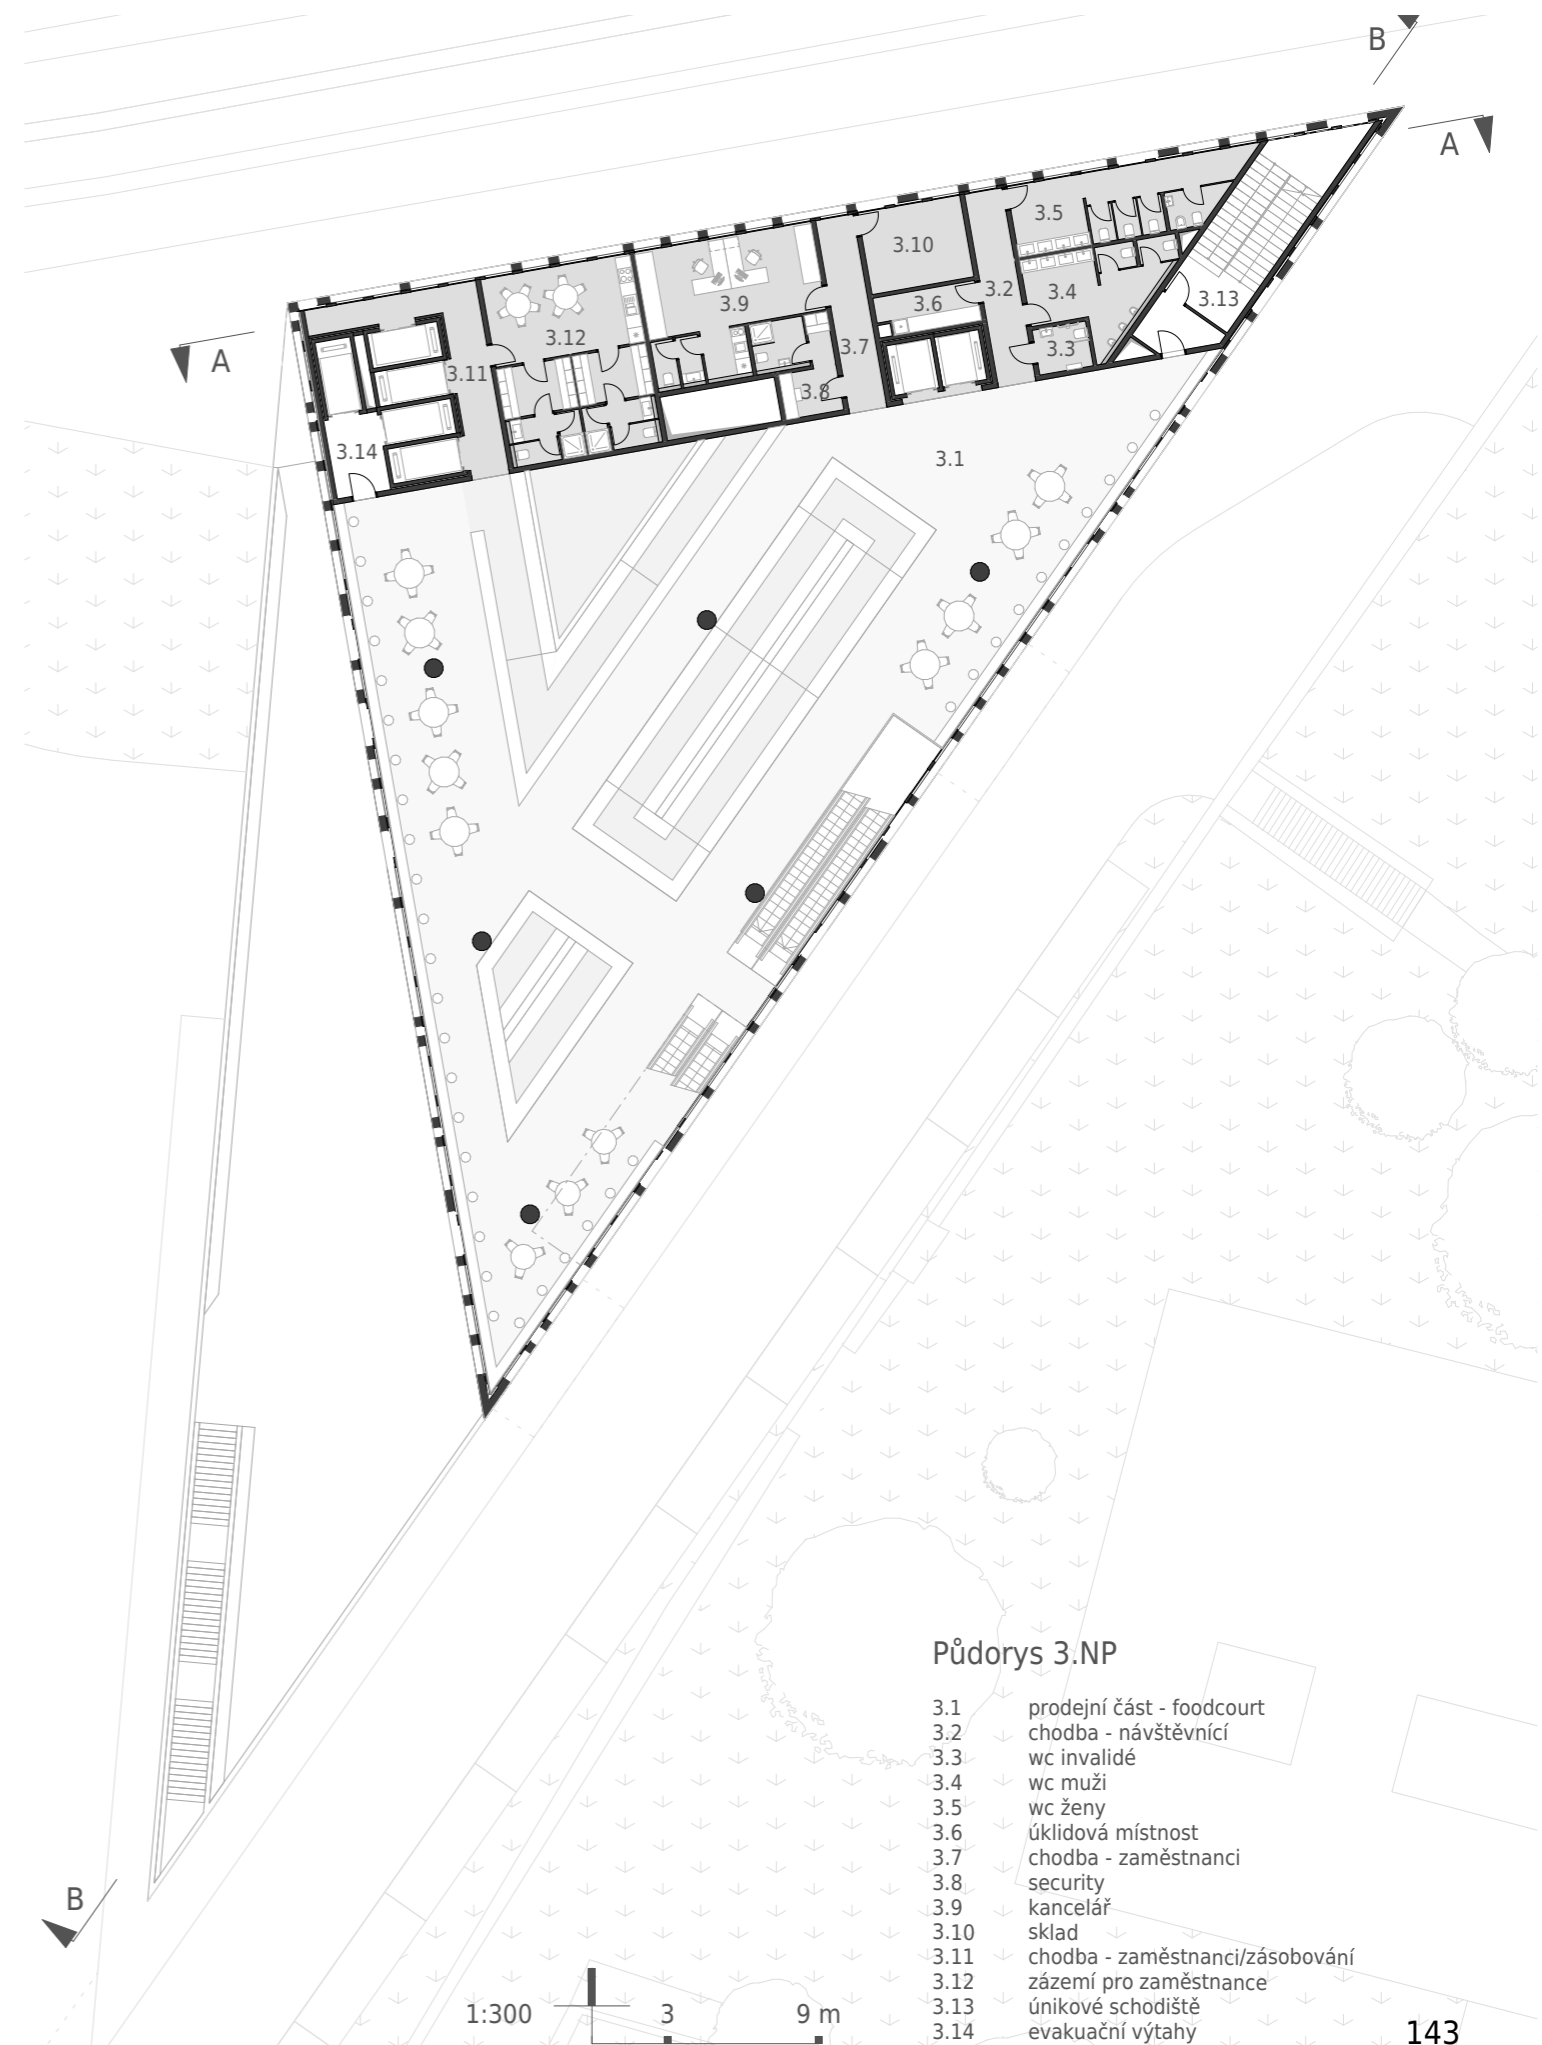 B
A
3.5
3.10
3.9
3.6
3.2
3.4
3.13
3.12
3.7
3.3
A
3.11
3.8
3.14
3.1
B
Půdorys 3.NP
3.1 prodejní část - foodcourt
3.2 chodba - návštěvnící
3.3 wc invalidé
3.4 wc muži
3.5 wc ženy
3.6 úklidová místnost
3.7 chodba - zaměstnanci
3.8 security
3.9 kancelář
3.10 sklad
3.11 chodba - zaměstnanci/zásobování
3.12 zázemí pro zaměstnance
3.13 únikové schodiště
3.14 evakuační výtahy
1:300 3 9 m
143